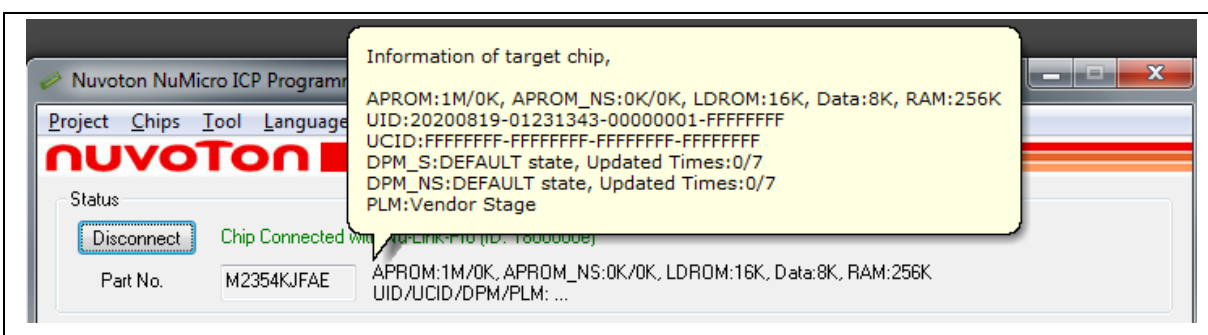 Information of target chip,
Nuvoton NuMicro ICP Programm
APROM:1M/0K, APROM_NS:0K/0K, LDROM:16K, Data:8K, RAM:256K
UID:20200819-01231343-00000001-FFFFFFFF
Project Chips Tool Language
UCID:FFFFFFFF-FFFFFFFF-FFFFFFFF-FFFFFFFF
nuvoTon
DPM_S:DEFAULT state, Updated Times:0/7
DPM_NS:DEFAULT state, Updated Times:0/7
PLM:Vendor Stage
Status
Disconnect
Chip Connected
Part No.
M2354KJFAE
APROM:1M/0K, APROM_NS:0K/0K, LDROM:16K, Data:8K, RAM:256K
UID/UCID/DPM/PLM: ...